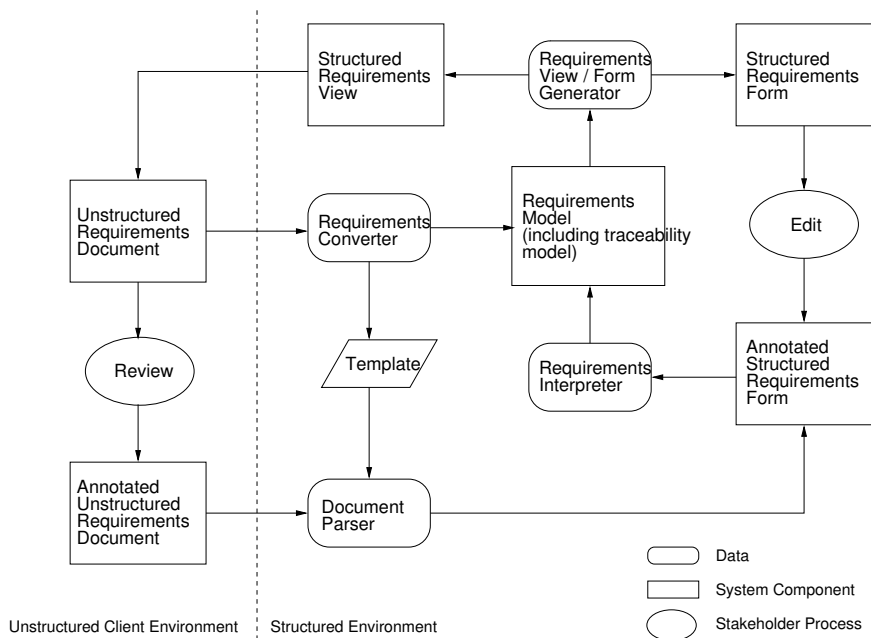 Structured
Requirements
View
Requirements
View / Form
Generator
Structured
Requirements
Form
Unstructured
Requirements
Document
Requirements
Converter
Requirements
Model
(including traceability
model)
Edit
Review
Template
Requirements
Interpreter
Annotated
Structured
Requirements
Form
Annotated
Unstructured
Requirements
Document
Document
Parser
Data
System Component
Stakeholder Process
Unstructured Client Environment
Structured Environment